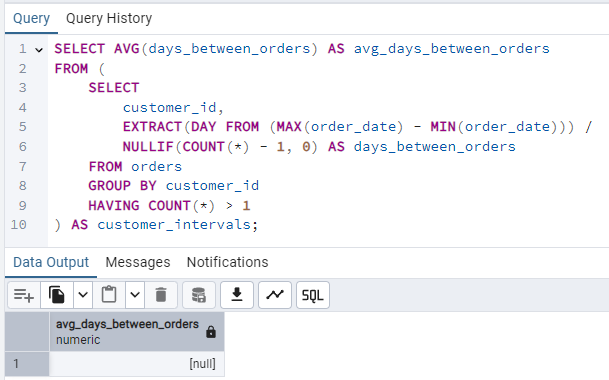 Query Query History
1 SELECT AVG(days_between_orders) AS avg_days_between_orders
2 FROM (
3 SELECT
4 customer_id,
5 EXTRACT(DAY FROM (MAX(order_date) - MIN(order_date))) /
6 NULLIF(COUNT(*) - 1, 0) AS days_between_orders
7 FROM orders
8 GROUP BY customer_id
9 HAVING COUNT(*) > 1
10 ) AS customer_intervals;
Data Output Messages Notifications
SQL
avg_days_between_orders
numeric
1 [null]